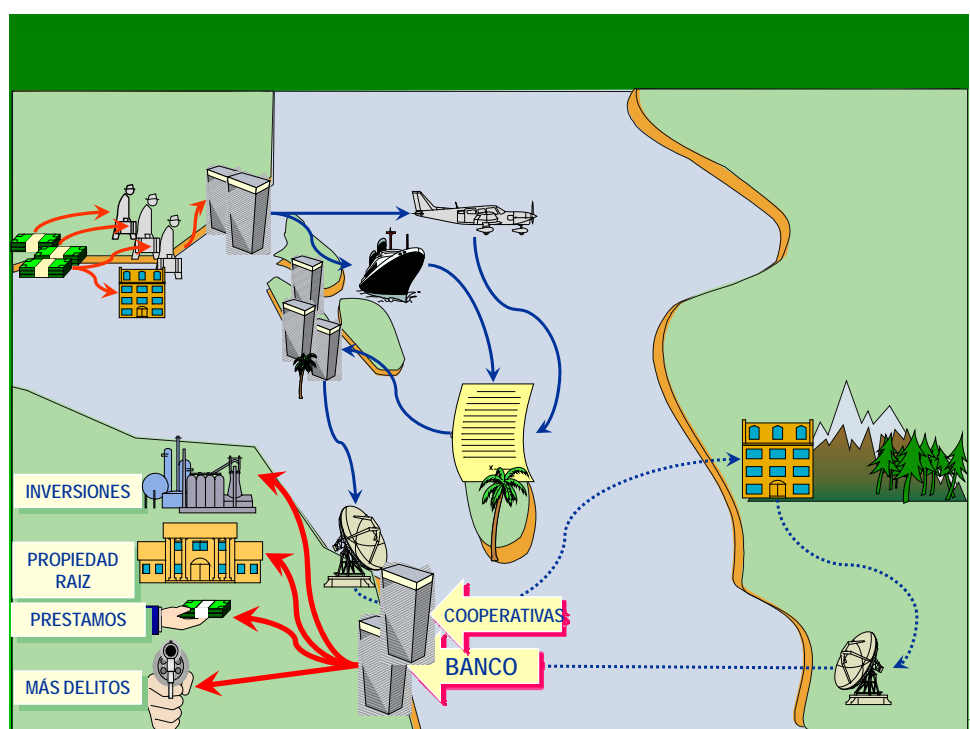 INVERSIONES
PROPIEDAD
RAIZ
PRESTAMOS
MÁS DELITOS
COOPERATIVAS
BANCO